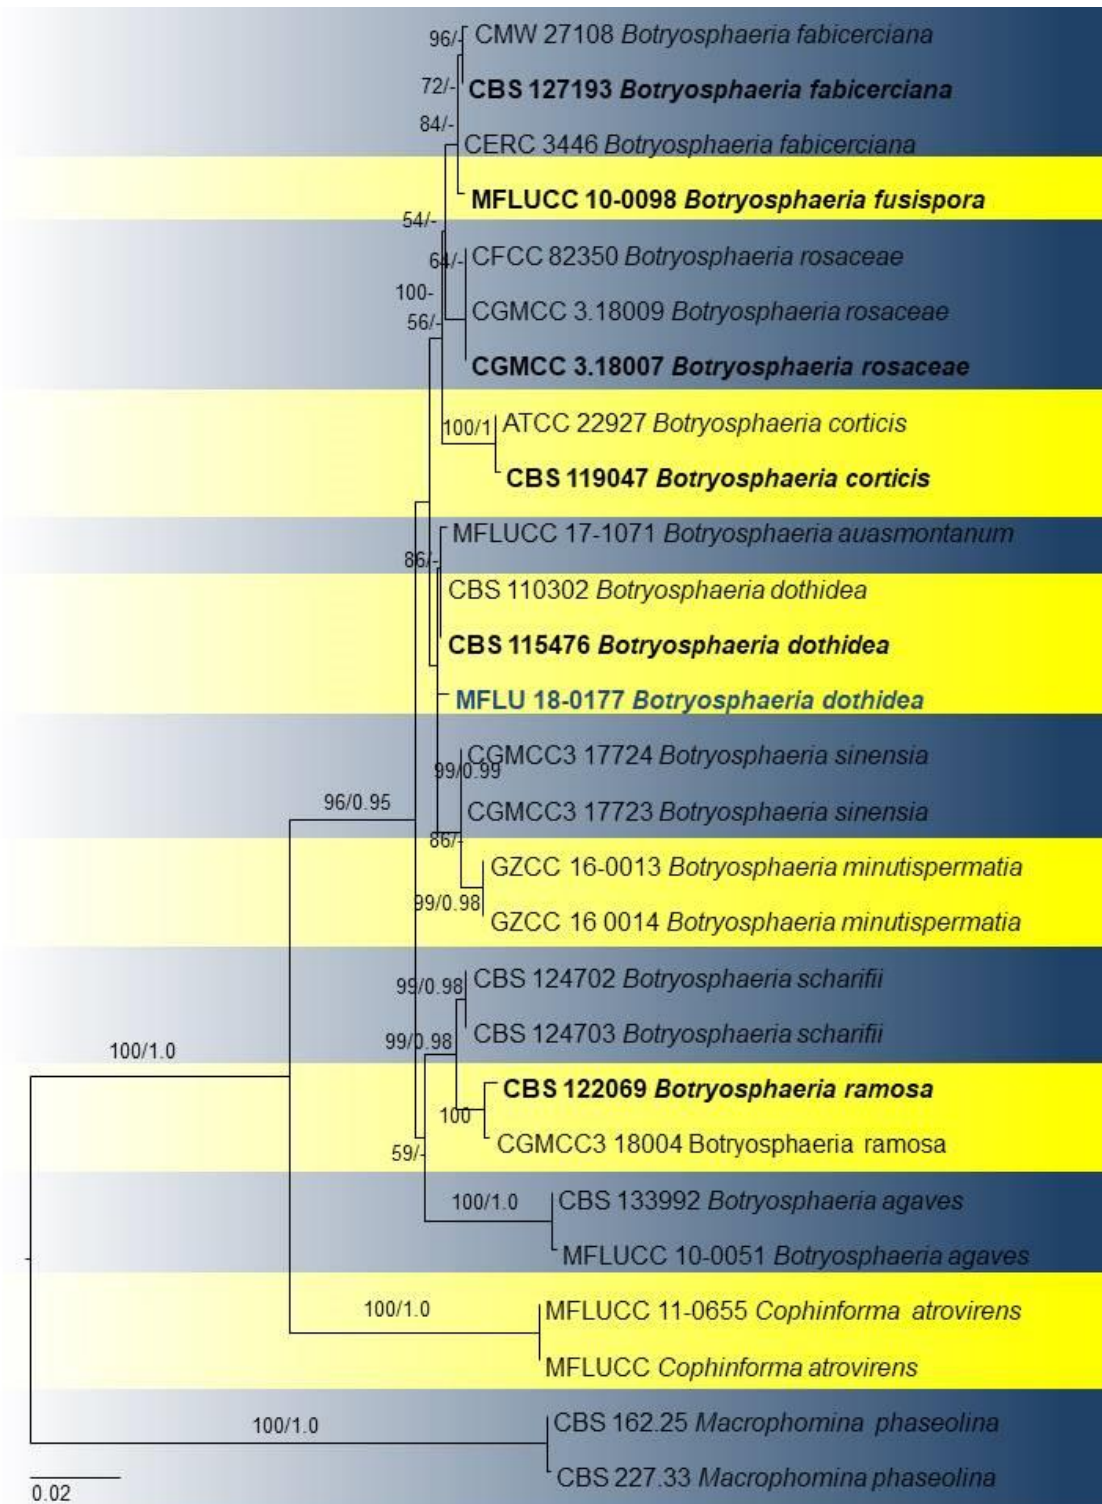 96/-
CMW 27108 Botryosphaeria fabicerciana
72/-
CBS 127193 Botryosphaeria fabicerciana
84/-
CERC 3446 Botryosphaeria fabicerciana
MFLUCC 10-0098 Botryosphaeria fusispora
54/-
64/-
CFCC 82350 Botryosphaeria rosaceae
100-
56/-
CGMCC 3.18009 Botryosphaeria rosaceae
CGMCC 3.18007 Botryosphaeria rosaceae
100/1
ATCC 22927 Botryosphaeria corticis
CBS 119047 Botryosphaeria corticis
MFLUCC 17-1071 Botryosphaeria auasmontanum
86/-
CBS 110302 Botryosphaeria dothidea
CBS 115476 Botryosphaeria dothidea
MFLU 18-0177 Botryosphaeria dothidea
CGMCC3 17724 Botryosphaeria sinensia
99/0.99
96/0.95
CGMCC3 17723 Botryosphaeria sinensia
86/-
GZCC 16-0013 Botryosphaeria minutispermatia
99/0.98
GZCC 16 0014 Botryosphaeria minutispermatia
99/0.98
CBS 124702 Botryosphaeria scharifii
99/0.98
CBS 124703 Botryosphaeria scharifii
100/1.0
CBS 122069 Botryosphaeria ramosa
100
CGMCC3 18004 Botryosphaeria ramosa
59/-
100/1.0
CBS 133992 Botryosphaeria agaves
MFLUCC 10-0051 Botryosphaeria agaves
100/1.0
MFLUCC 11-0655 Cophinforma atrovirens
MFLUCC Cophinforma atrovirens
100/1.0
CBS 162.25 Macrophomina phaseolina
CBS 227.33 Macrophomina phaseolina
0.02